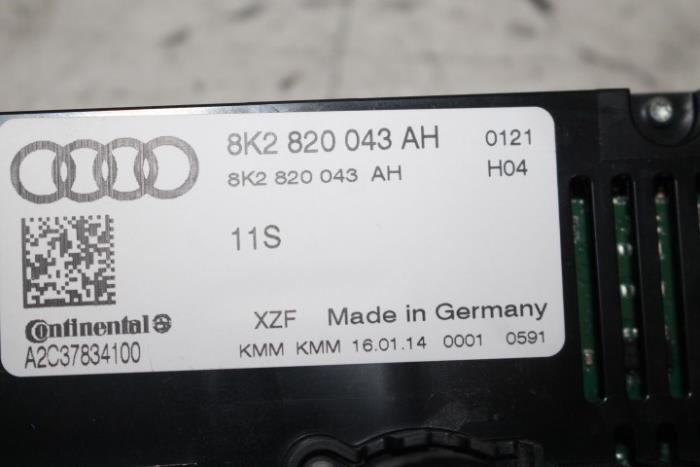 8K2 820 043 AH 0121
8K2 820 043 AH H04
11S
Continental
XZF Made in Germany
A2C37834100
KMM KMM 16.01.14 0001 0591